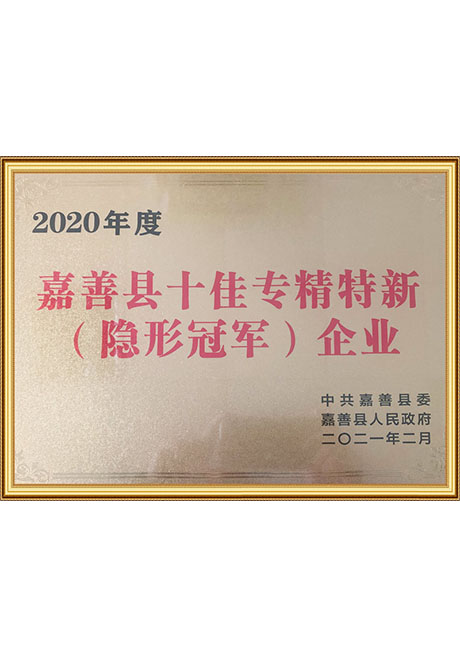 2020年度
嘉善县十佳专精特新
（隐形冠军）企业
中共嘉善县委
嘉善县人民政府
二〇二一年二月